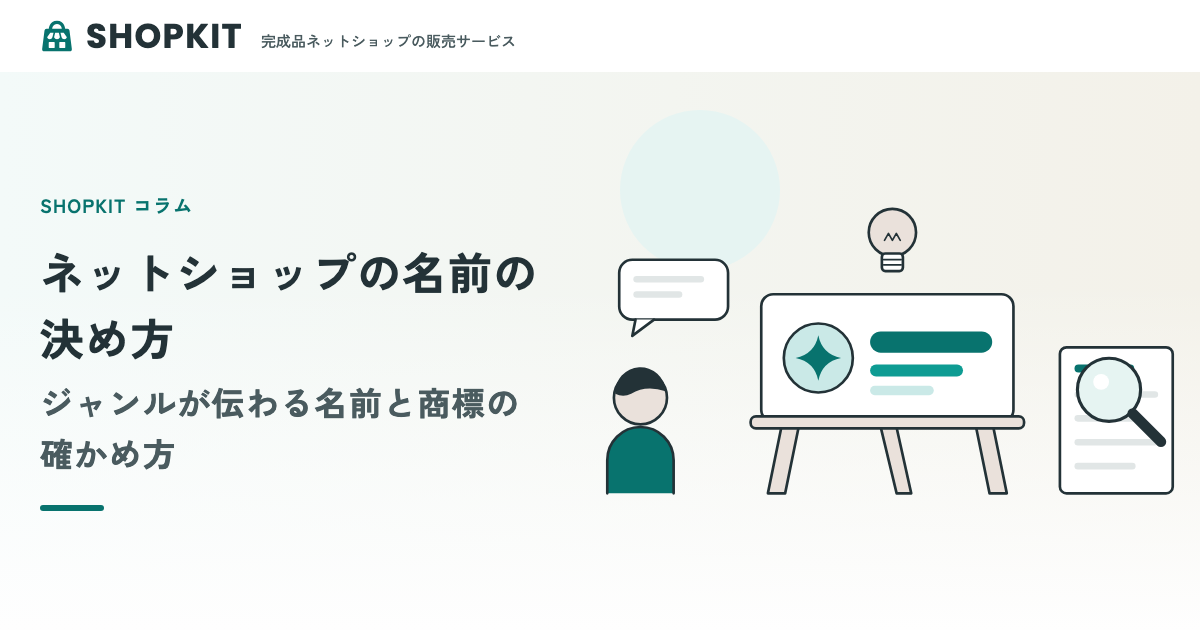 SHOPKIT 完成品ネットショップの販売サービス
SHOPKIT コラム
ネットショップの名前の
決め方
ジャンルが伝わる名前と商標の
確かめ方